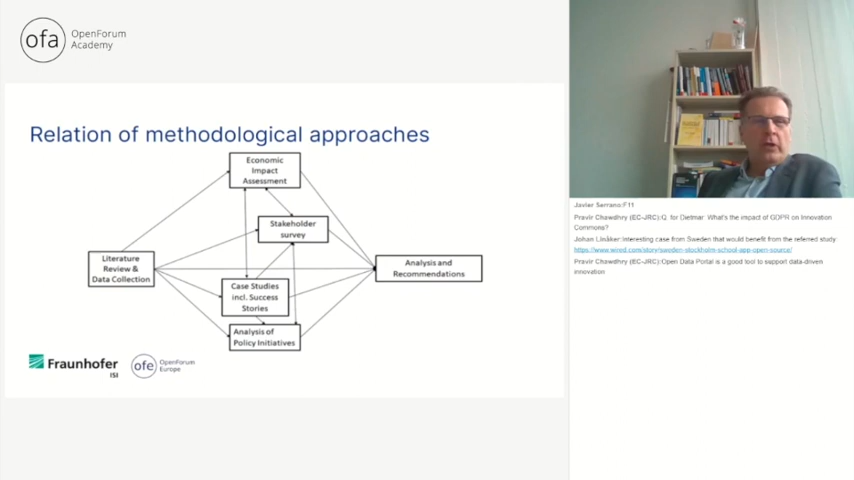 ofa
OpenForum
Academy
Relation of methodological approaches
Economic
Impact
Assessment
Stakeholder
survey
Literature
Review &
Data Collection
Analysis and
Recommendations
Case Studies
incl. Success
Stories
Analysis of
Policy Initiatives
Fraunhofer
ISI
ofe
OpenForum
Europe
Javier Serrano:F11
Pravir Chawdhry (EC-JRC):Q for Dietmar What's the impact of GDPR on Innovation
Commons?
Johan Linåker:Interesting case from Sweden that would benefit from the referred study
https://www.wired.com/story/sweden-stockholm-school-app-open-source/
Pravir Chawdhry (EC-JRC):Open Data Portal is a good tool to support data-driven
innovation